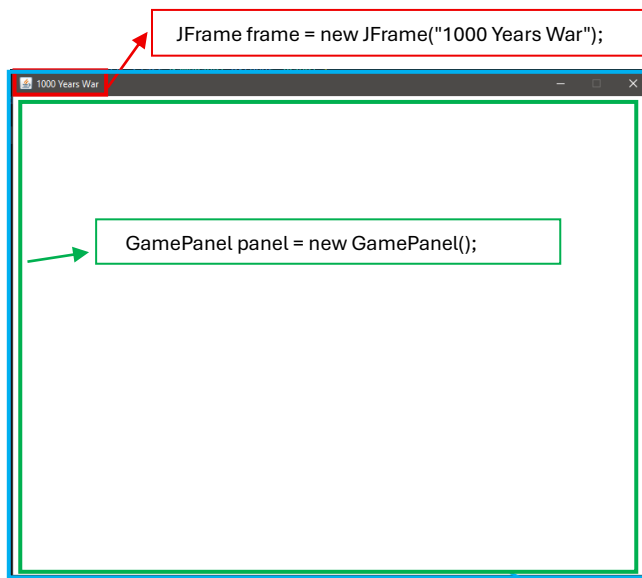 JFrame frame = new JFrame("1000 Years War");
1000 Years War
GamePanel panel = new GamePanel();